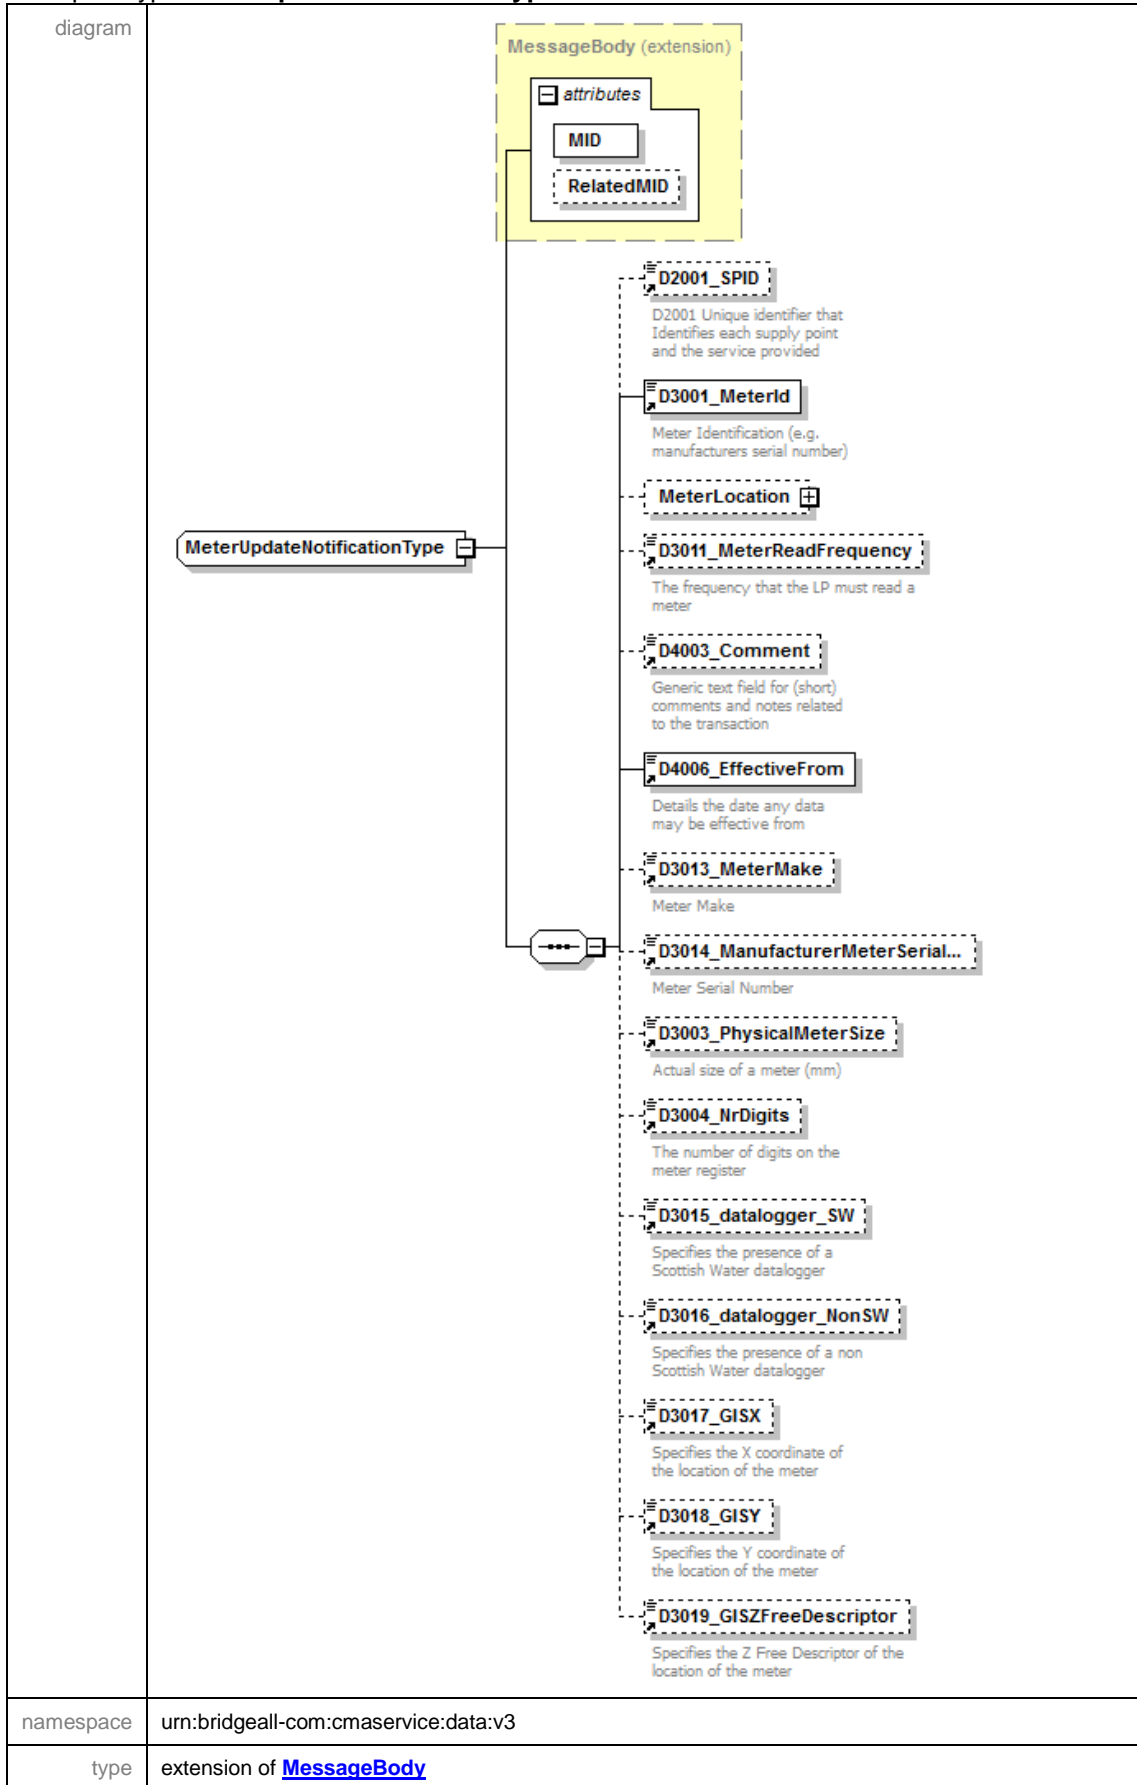 diagram
MessageBody (extension)
attributes
MID
RelatedMID
D2001_SPID
D2001 Unique identifier that
Identifies each supply point
and the service provided
D3001_MeterId
Meter Identification (e.g.
manufacturers serial number)
MeterLocation
MeterUpdateNotificationType
D3011_MeterReadFrequency
The frequency that the LP must read a
meter
D4003_Comment
Generic text field for (short)
comments and notes related
to the transaction
D4006_EffectiveFrom
Details the date any data
may be effective from
D3013_MeterMake
Meter Make
D3014_ManufacturerMeterSerial...
Meter Serial Number
D3003_PhysicalMeterSize
Actual size of a meter (mm)
D3004_NrDigits
The number of digits on the
meter register
D3015_datalogger_SW
Specifies the presence of a
Scottish Water datalogger
D3016_datalogger_NonSW
Specifies the presence of a non
Scottish Water datalogger
D3017_GISX
Specifies the X coordinate of
the location of the meter
D3018_GISY
Specifies the Y coordinate of
the location of the meter
D3019_GISZFreeDescriptor
Specifies the Z Free Descriptor of the
location of the meter
namespace urn:bridgeall-com:cmaservice:data:v3
type extension of MessageBody